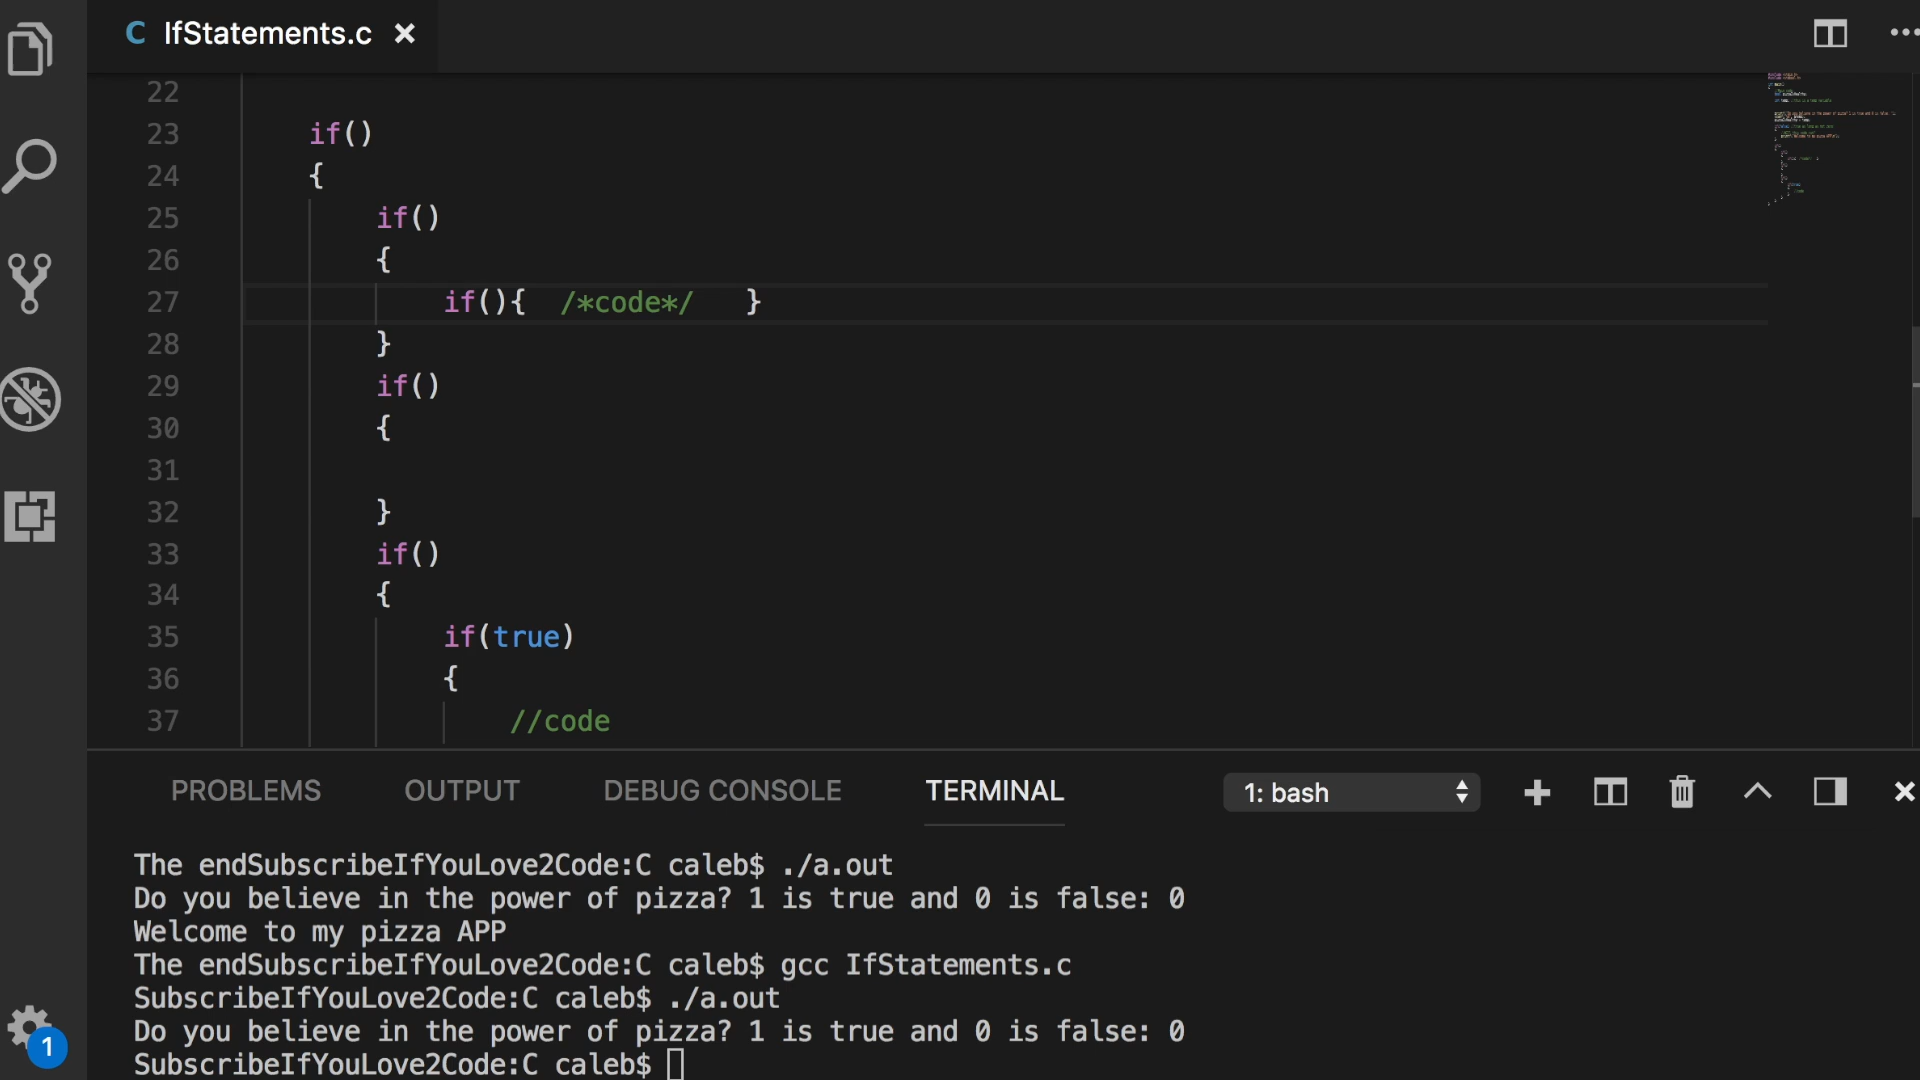 C IfStatements.c
22
23 if()
24 {
25 if()
26 {
27 if(){ /*code*/ }
28 }
29 if()
30 {
31
32 }
33 if()
34 {
35 if(true)
36 {
37 //code
PROBLEMS OUTPUT DEBUG CONSOLE TERMINAL 1: bash
The endSubscribeIfYouLove2Code:C caleb$ ./a.out
Do you believe in the power of pizza? 1 is true and 0 is false: 0
Welcome to my pizza APP
The endSubscribeIfYouLove2Code:C caleb$ gcc IfStatements.c
SubscribeIfYouLove2Code:C caleb$ ./a.out
Do you believe in the power of pizza? 1 is true and 0 is false: 0
SubscribeIfYouLove2Code:C caleb$
1